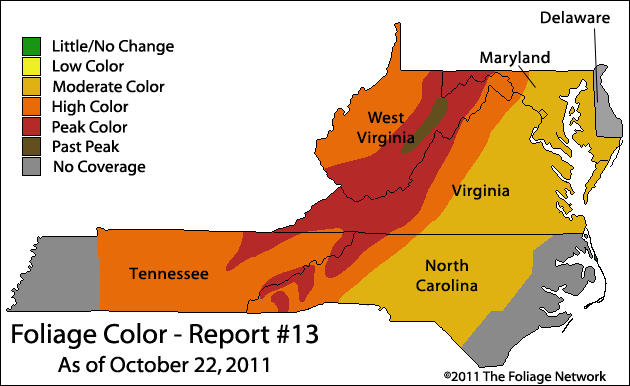 Delaware
Maryland
Little/No Change
Low Color
Moderate Color
High Color
Peak Color
Past Peak
No Coverage
West
Virginia
Virginia
Tennessee
North
Carolina
Foliage Color - Report #13
As of October 22, 2011
©2011 The Foliage Network